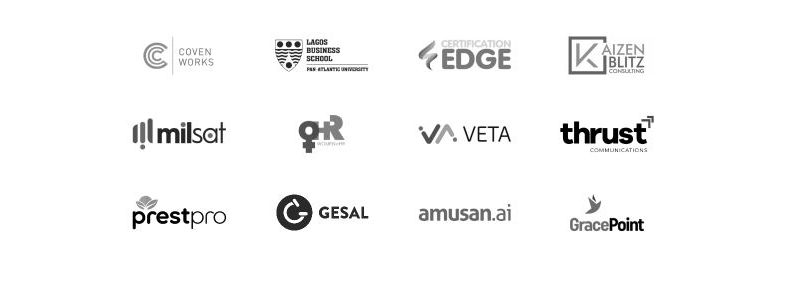 COVEN
WORKS
LAGOS
BUSINESS
SCHOOL
PAN-ATLANTIC UNIVERSITY
CERTIFICATION
EDGE
KAIZEN
BLITZ
CONSULTING
milsat
HR
VETA
thrust
COMMUNICATIONS
prestpro
GESAL
amusan.ai
GracePoint